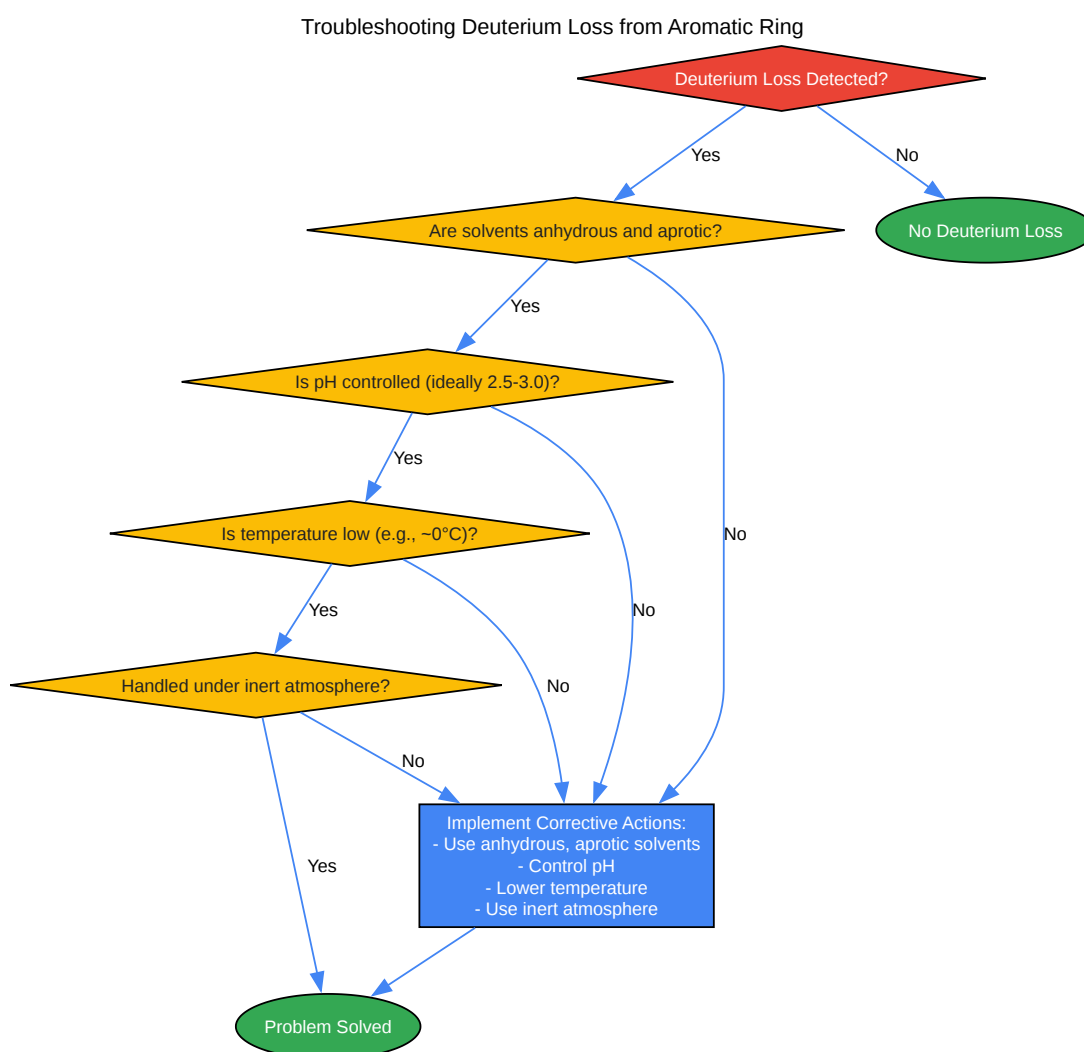 Troubleshooting Deuterium Loss from Aromatic Ring
Deuterium Loss Detected?
Yes
No
Are solvents anhydrous and aprotic?
No Deuterium Loss
Yes
Is pH controlled (ideally 2.5-3.0)?
Yes
Is temperature low (e.g., ~0°C)?
No
Yes
No
Handled under inert atmosphere?
No
No
Implement Corrective Actions:
- Use anhydrous, aprotic solvents
- Control pH
- Lower temperature
- Use inert atmosphere
Yes
Problem Solved